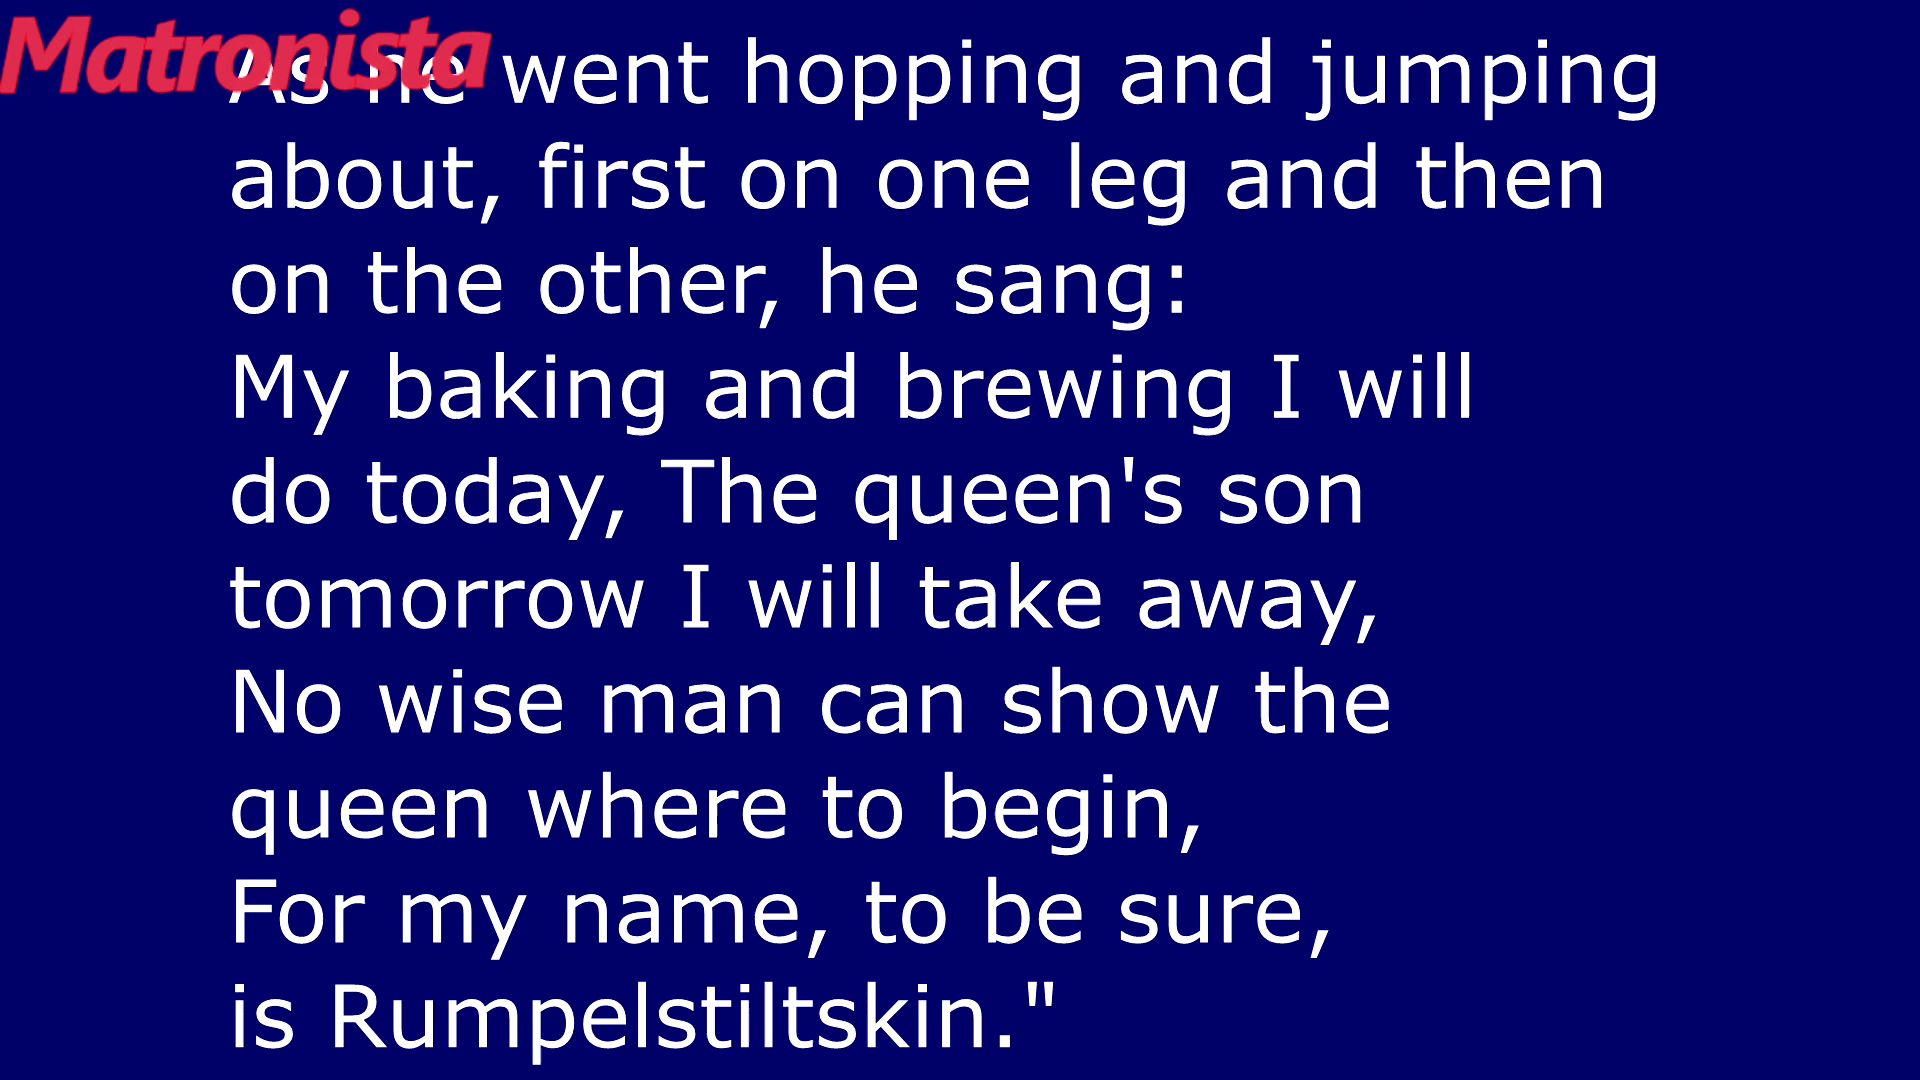 Matronista
As he went hopping and jumping
about, first on one leg and then
on the other, he sang:
My baking and brewing I will
do today, The queen's son
tomorrow I will take away,
No wise man can show the
queen where to begin,
For my name, to be sure,
is Rumpelstiltskin."